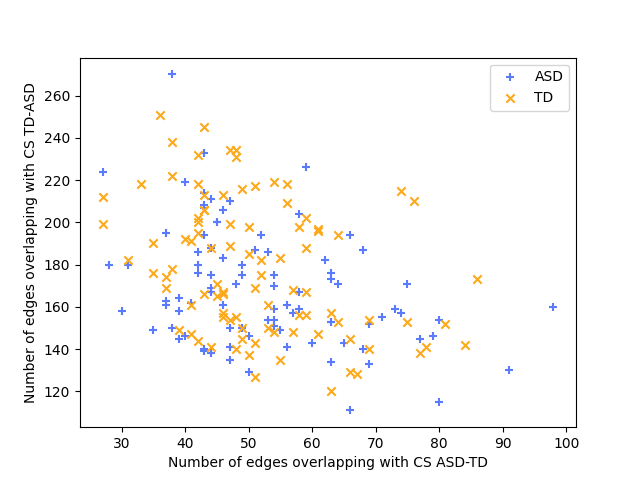 ASD
TD
Number of edges overlapping with CS TD-ASD
260
240
220
200
180
160
140
120
30 40 50 60 70 80 90 100
Number of edges overlapping with CS ASD-TD